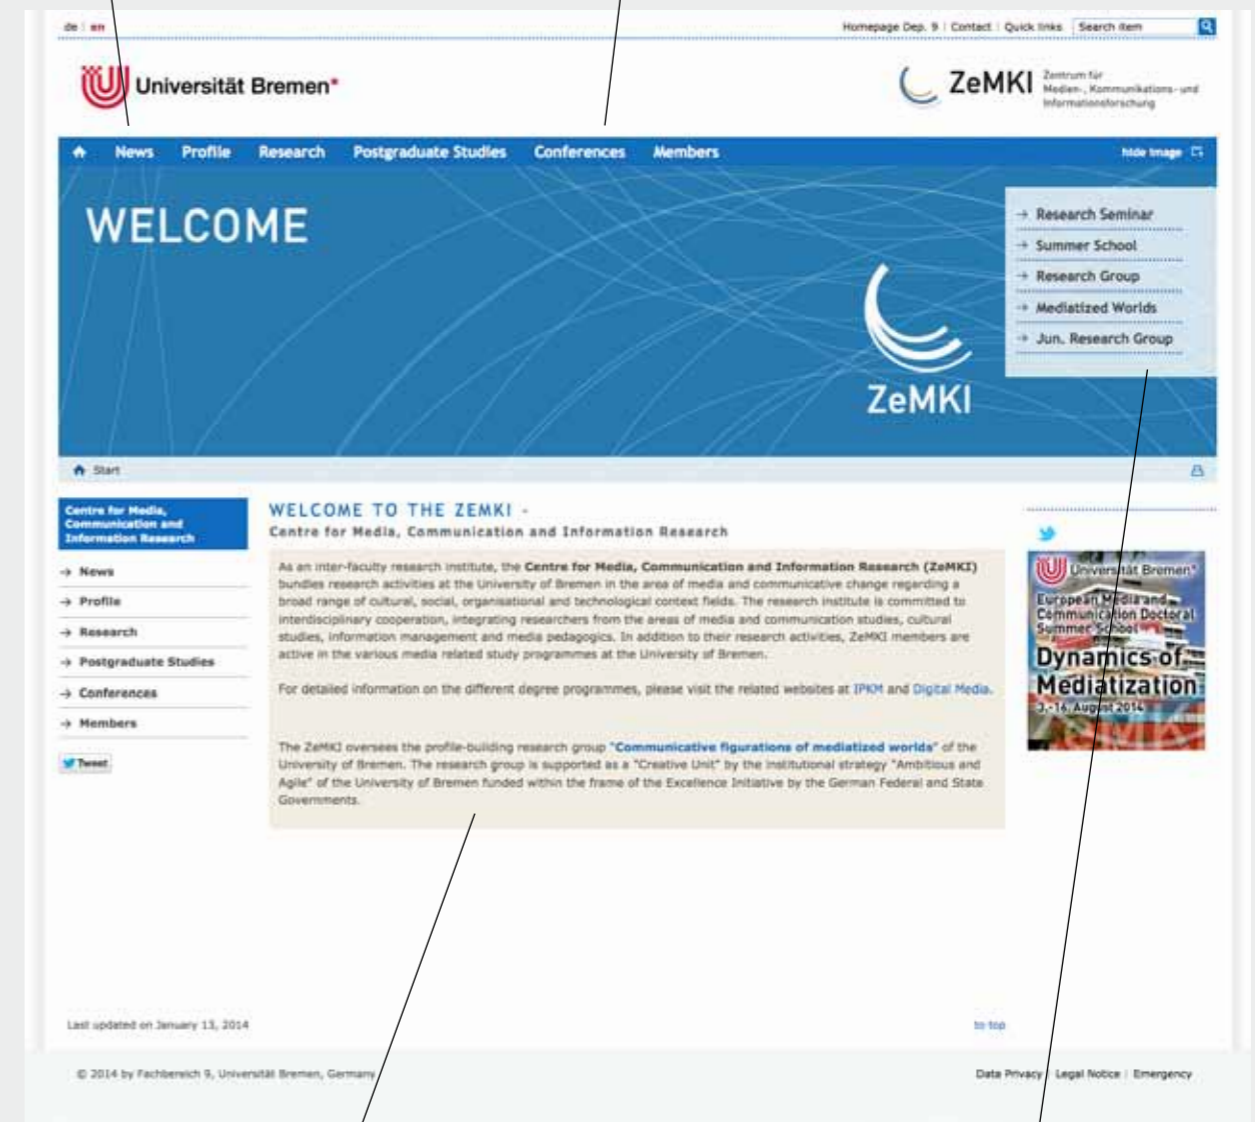 de | en
Homepage Dep. 9 | Contact | Quick links
Search item
Universität Bremen*
ZeMKI
Zentrum für
Medien-, Kommunikations- und
Informationsforschung
News Profile Research Postgraduate Studies Conferences Members
hide image
WELCOME
→ Research Seminar
→ Summer School
→ Research Group
→ Mediatized Worlds
→ Jun. Research Group
ZeMKI
Start
Centre for Media,
Communication and
Information Research
→ News
→ Profile
→ Research
→ Postgraduate Studies
→ Conferences
→ Members
Tweet
WELCOME TO THE ZEMKI -
Centre for Media, Communication and Information Research
As an inter-faculty research institute, the Centre for Media, Communication and Information Research (ZeMKI)
bundles research activities at the University of Bremen in the area of media and communicative change regarding a
broad range of cultural, social, organisational and technological context fields. The research institute is committed to
interdisciplinary cooperation, integrating researchers from the areas of media and communication studies, cultural
studies, information management and media pedagogics. In addition to their research activities, ZeMKI members are
active in the various media related study programmes at the University of Bremen.
For detailed information on the different degree programmes, please visit the related websites at IPKM and Digital Media.
The ZeMKI oversees the profile-building research group "Communicative figurations of mediatized worlds" of the
University of Bremen. The research group is supported as a "Creative Unit" by the institutional strategy "Ambitious and
Agile" of the University of Bremen funded within the frame of the Excellence Initiative by the German Federal and State
Governments.
Universität Bremen*
European Media and
Communication Doctoral
Summer School
Dynamics of
Mediatization
3.-16. August 2014
ZeMKI
Last updated on January 13, 2014
to top
© 2014 by Fachbereich 9, Universität Bremen, Germany
Data Privacy | Legal Notice | Emergency